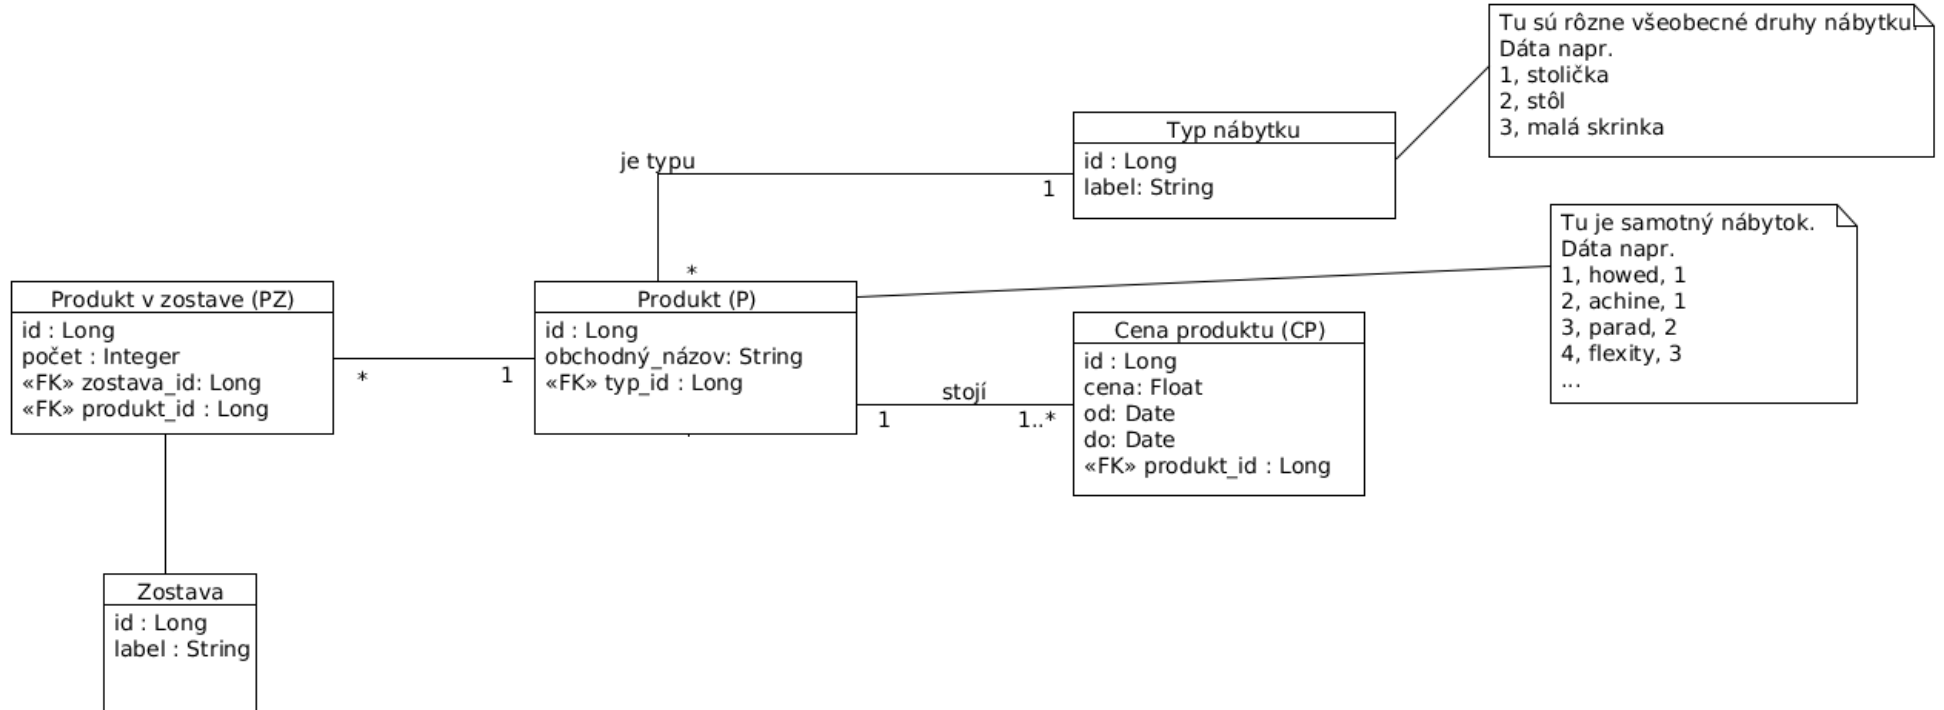 Tu sú rôzne všeobecné druhy nábytku.
Dáta napr.
1, stolička
2, stôl
3, malá skrinka
Typ nábytku
id : Long
label: String
je typu
1
*
Tu je samotný nábytok.
Dáta napr.
1, howed, 1
2, achine, 1
3, parad, 2
4, flexity, 3
...
Produkt v zostave (PZ)
id : Long
počet : Integer
«FK» zostava_id: Long
«FK» produkt_id : Long
*
1
Produkt (P)
id : Long
obchodný_názov: String
«FK» typ_id : Long
stojí
1
1..*
Cena produktu (CP)
id : Long
cena: Float
od: Date
do: Date
«FK» produkt_id : Long
Zostava
id : Long
label : String